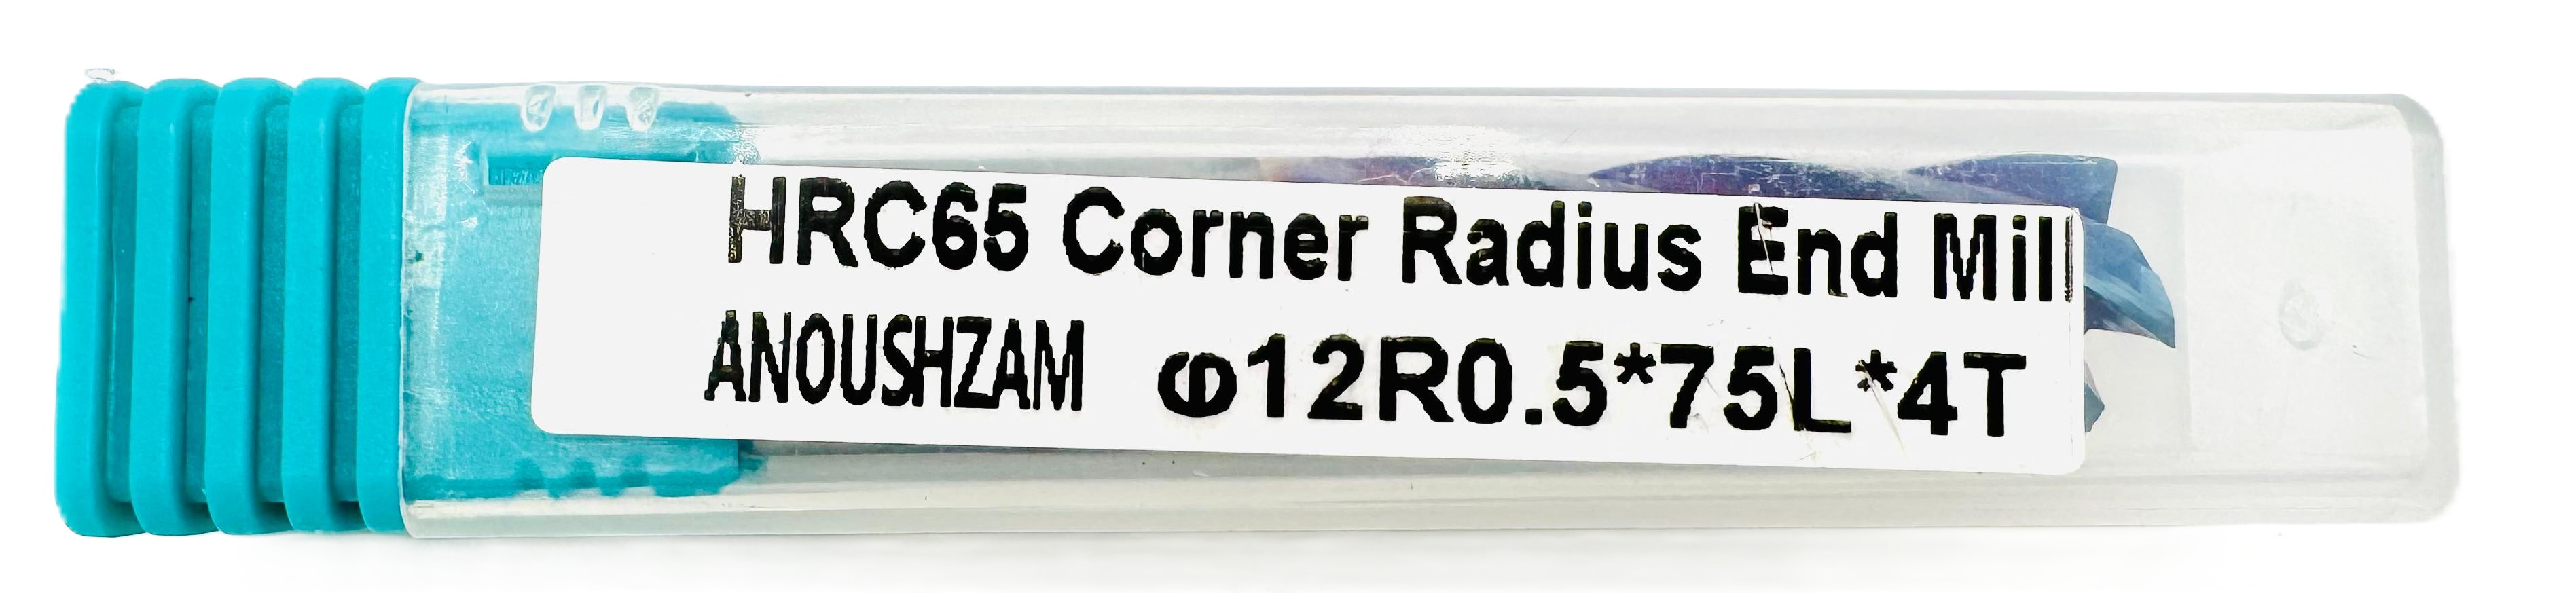 HRC65 Corner Radius End Mill
ANOUSHZAM φ12R0.5*75L*4T